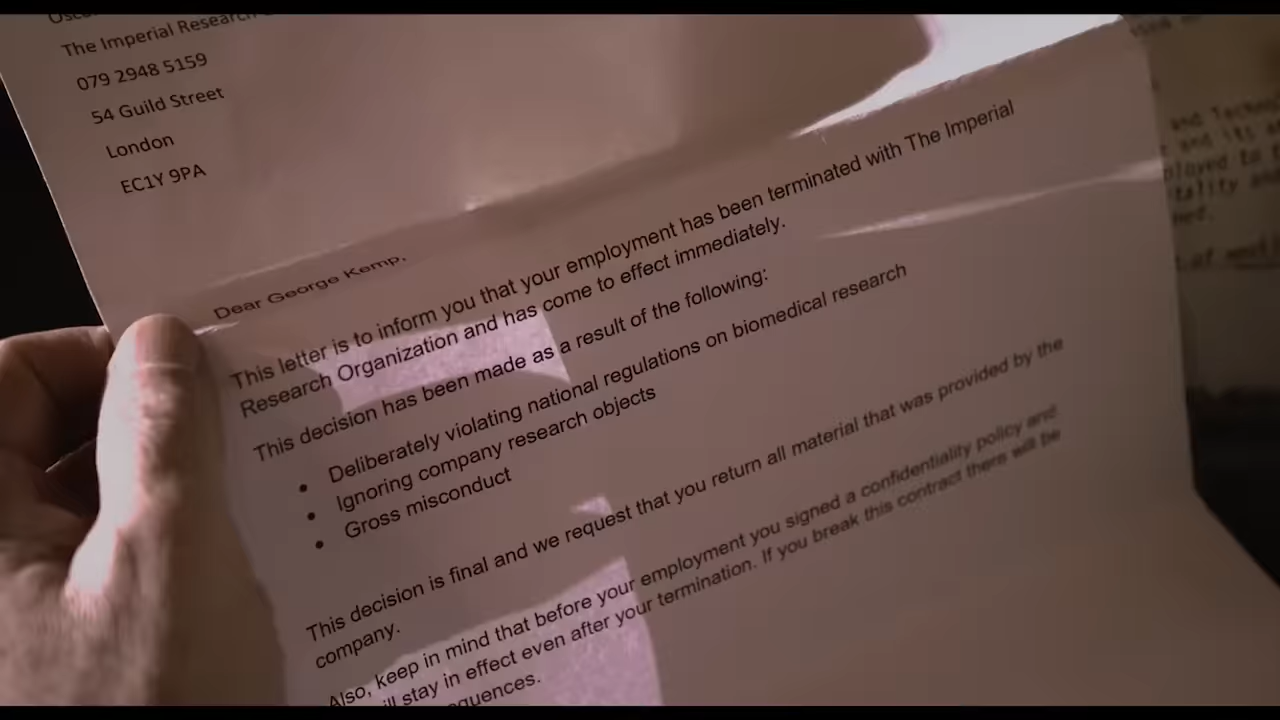 The Imperial Research
079 2948 5159
54 Guild Street
London
EC1Y 9PA
Dear George Kemp,
This letter is to inform you that your employment has been terminated with The Imperial
Research Organization and has come to effect immediately.
This decision has been made as a result of the following:
• Deliberately violating national regulations on biomedical research
• Ignoring company research objects
• Gross misconduct
This decision is final and we request that you return all material that was provided by the
company.
Also, keep in mind that before your employment you signed a confidentiality policy and
stay in effect even after your termination. If you break this contract there will be
and
and its
to
and